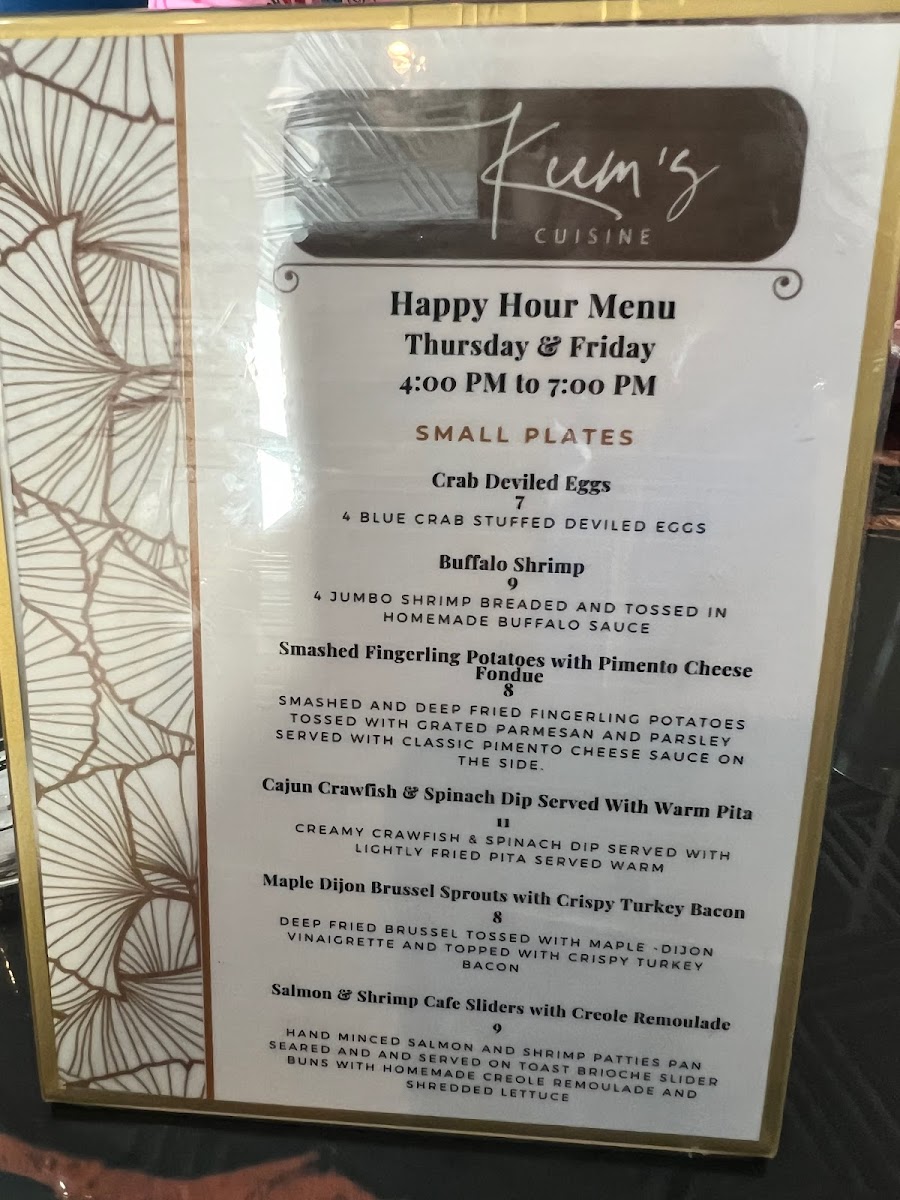 Kum's
CUISINE
Happy Hour Menu
Thursday & Friday
4:00 PM to 7:00 PM
SMALL PLATES
Crab Deviled Eggs
7
4 BLUE CRAB STUFFED DEVILED EGGS
Buffalo Shrimp
9
4 JUMBO SHRIMP BREADED AND TOSSED IN
HOMEMADE BUFFALO SAUCE
Smashed Fingerling Potatoes with Pimento Cheese
Fondue
8
SMASHED AND DEEP FRIED FINGERLING POTATOES
TOSSED WITH GRATED PARMESAN AND PARSLEY
SERVED WITH CLASSIC PIMENTO CHEESE SAUCE ON
THE SIDE.
Cajun Crawfish & Spinach Dip Served With Warm Pita
11
CREAMY CRAWFISH & SPINACH DIP SERVED WITH
LIGHTLY FRIED PITA SERVED WARM
Maple Dijon Brussel Sprouts with Crispy Turkey Bacon
8
DEEP FRIED BRUSSEL TOSSED WITH MAPLE -DIJON
VINAIGRETTE AND TOPPED WITH CRISPY TURKEY
BACON
Salmon & Shrimp Cafe Sliders with Creole Remoulade
9
HAND MINCED SALMON AND SHRIMP PATTIES PAN
SEARED AND AND SERVED ON TOAST BRIOCHE SLIDER
BUNS WITH HOMEMADE CREOLE REMOULADE AND
SHREDDED LETTUCE